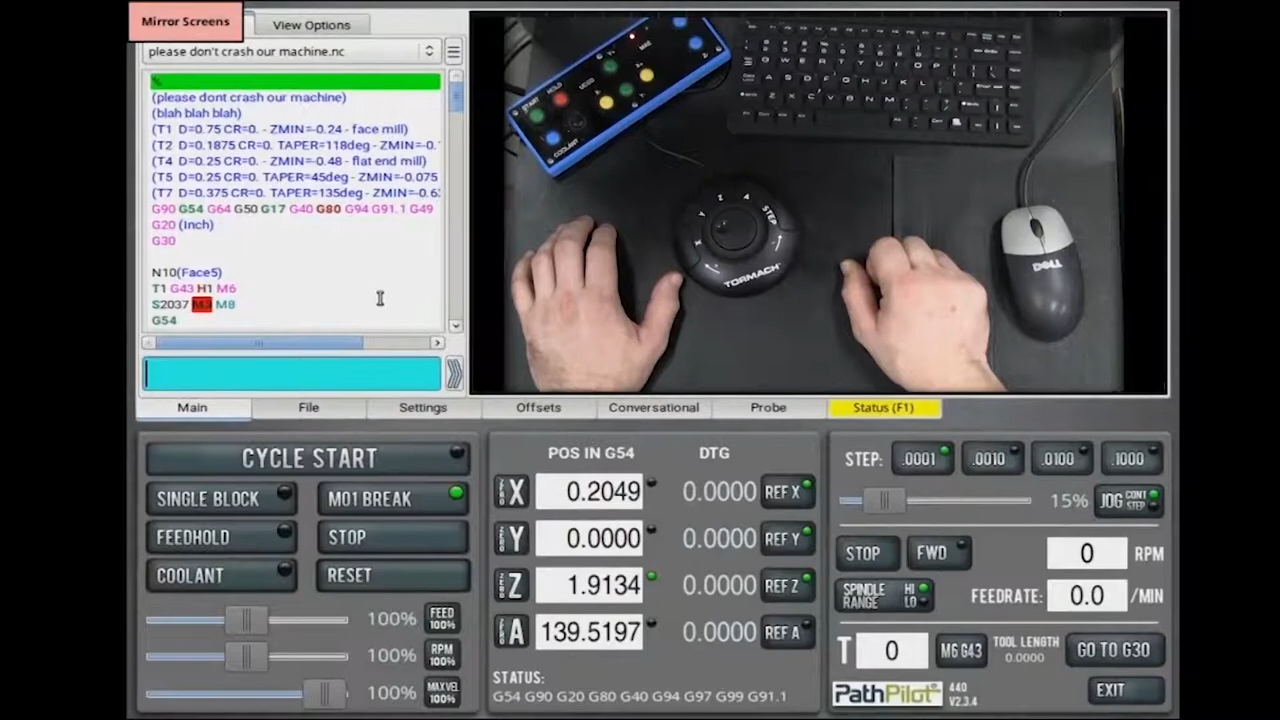 Mirror Screens
View Options
please don't crash our machine.nc
%
(please dont crash our machine)
(blah blah blah)
(T1 D=0.75 CR=0. - ZMIN=-0.24 - face mill)
(T2 D=0.1875 CR=0. TAPER=118deg - ZMIN=-0.
(T4 D=0.25 CR=0. - ZMIN=-0.48 - flat end mill)
(T5 D=0.25 CR=0. TAPER=45deg - ZMIN=-0.075
(T7 D=0.375 CR=0. TAPER=135deg - ZMIN=-0.6
G90 G54 G64 G50 G17 G40 G80 G94 G91.1 G49
G20 (Inch)
G30
N10(Face5)
T1 G43 H1 M6
S2037 M3 M8
G54
START
HOLD
COOLANT
X Y Z A STEP
TORMACH
DELL
Main File Settings Offsets Conversational Probe Status (F1)
CYCLE START
SINGLE BLOCK M01 BREAK
FEEDHOLD STOP
COOLANT RESET
100% FEED 100%
100% RPM 100%
100% MAX VEL 100%
POS IN G54 DTG
ZERO X 0.2049 0.0000 REF X
ZERO Y 0.0000 0.0000 REF Y
ZERO Z 1.9134 0.0000 REF Z
ZERO A 139.5197 0.0000 REF A
STATUS:
G54 G90 G20 G80 G40 G94 G97 G99 G91.1
STEP: .0001 .0010 .0100 .1000
15% JOG CONT STEP
STOP FWD 0 RPM
SPINDLE RANGE HI LO FEEDRATE: 0.0 /MIN
T 0 M6 G43 TOOL LENGTH 0.0000 GO TO G30
PathPilot 440 V2.3.4 EXIT